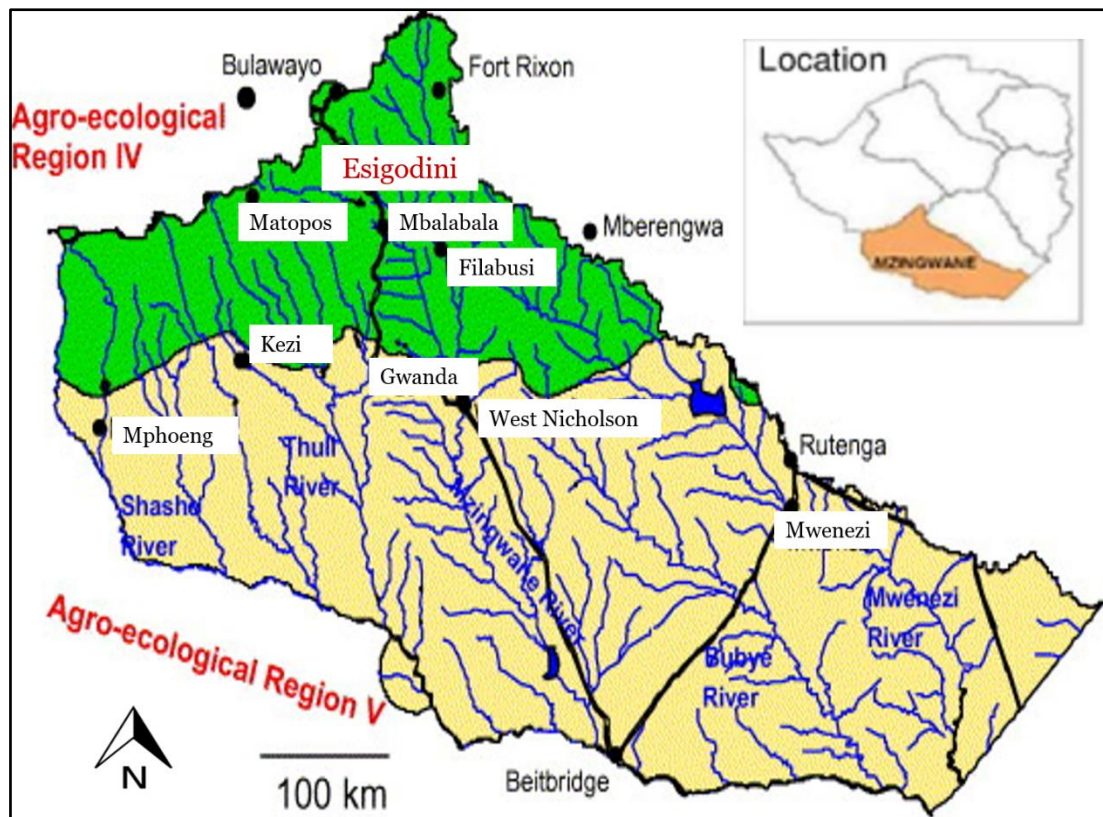 Location
MZINGWANE
Bulawayo
Fort Rixon
Agro-ecological
Region IV
Esigodini
Matopos
Mbalabala
Mberengwa
Filabusi
Kezi
Gwanda
West Nicholson
Mphoeng
Thuli
River
Rutenga
Shashe
River
Mzingwane River
Mwenezi
Mwenezi
River
Bubye
River
Agro-ecological Region V
N
100 km
Beitbridge